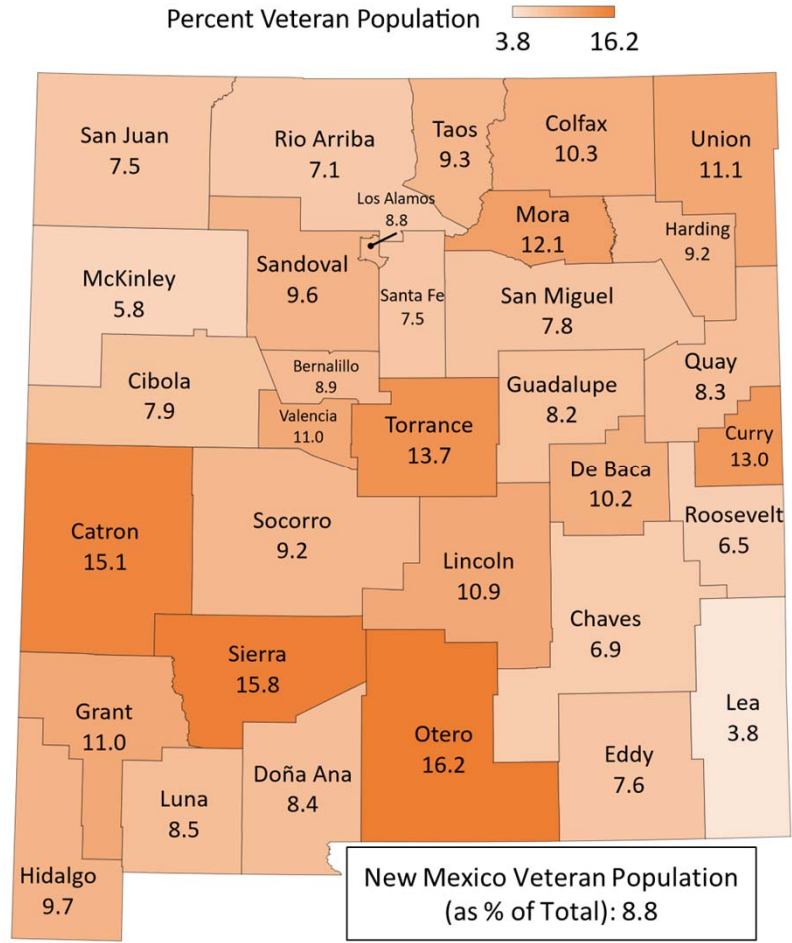 Percent Veteran Population
3.8 16.2
San Juan
7.5
Rio Arriba
7.1
Taos
9.3
Colfax
10.3
Union
11.1
Los Alamos
8.8
Mora
12.1
Harding
9.2
McKinley
5.8
Sandoval
9.6
Santa Fe
7.5
San Miguel
7.8
Cibola
7.9
Bernalillo
8.9
Valencia
11.0
Torrance
13.7
Guadalupe
8.2
Quay
8.3
Curry
13.0
De Baca
10.2
Roosevelt
6.5
Catron
15.1
Socorro
9.2
Lincoln
10.9
Chaves
6.9
Sierra
15.8
Lea
3.8
Grant
11.0
Otero
16.2
Eddy
7.6
Doña Ana
8.4
Luna
8.5
Hidalgo
9.7
New Mexico Veteran Population
(as % of Total): 8.8